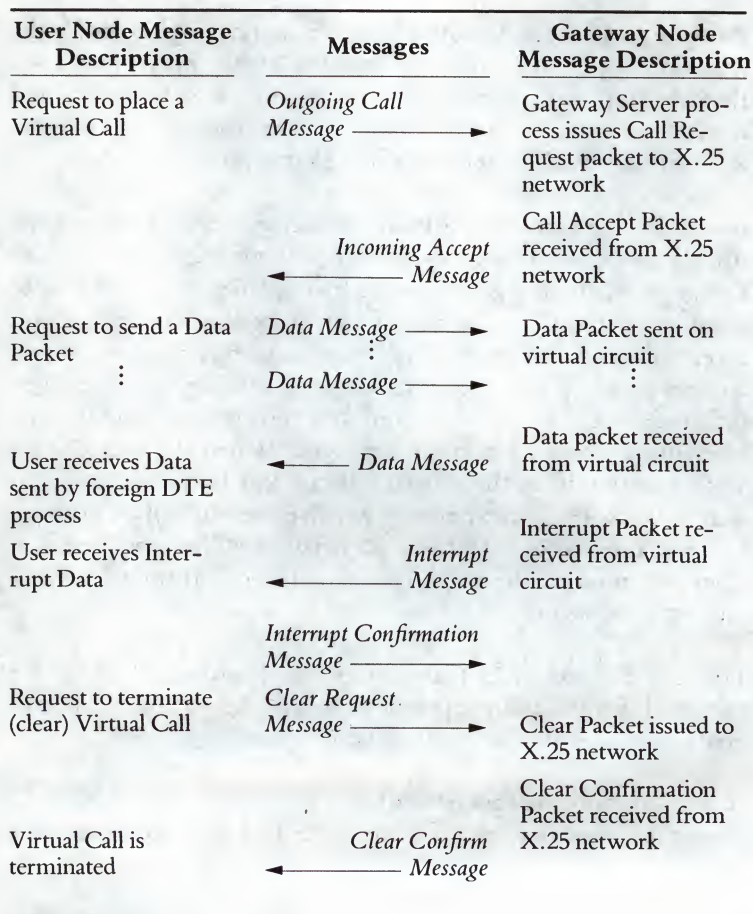 User Node Message
Description
Messages
Gateway Node
Message Description
Request to place a
Virtual Call
Outgoing Call
Message
Gateway Server pro-
cess issues Call Re-
quest packet to X.25
network
Incoming Accept
Message
Call Accept Packet
received from X.25
network
Request to send a Data
Packet
⋮
Data Message
⋮
Data Message
Data Packet sent on
virtual circuit
⋮
User receives Data
sent by foreign DTE
process
Data Message
Data packet received
from virtual circuit
User receives Inter-
rupt Data
Interrupt
Message
Interrupt Packet re-
ceived from virtual
circuit
Interrupt Confirmation
Message
Request to terminate
(clear) Virtual Call
Clear Request
Message
Clear Packet issued to
X.25 network
Virtual Call is
terminated
Clear Confirm
Message
Clear Confirmation
Packet received from
X.25 network